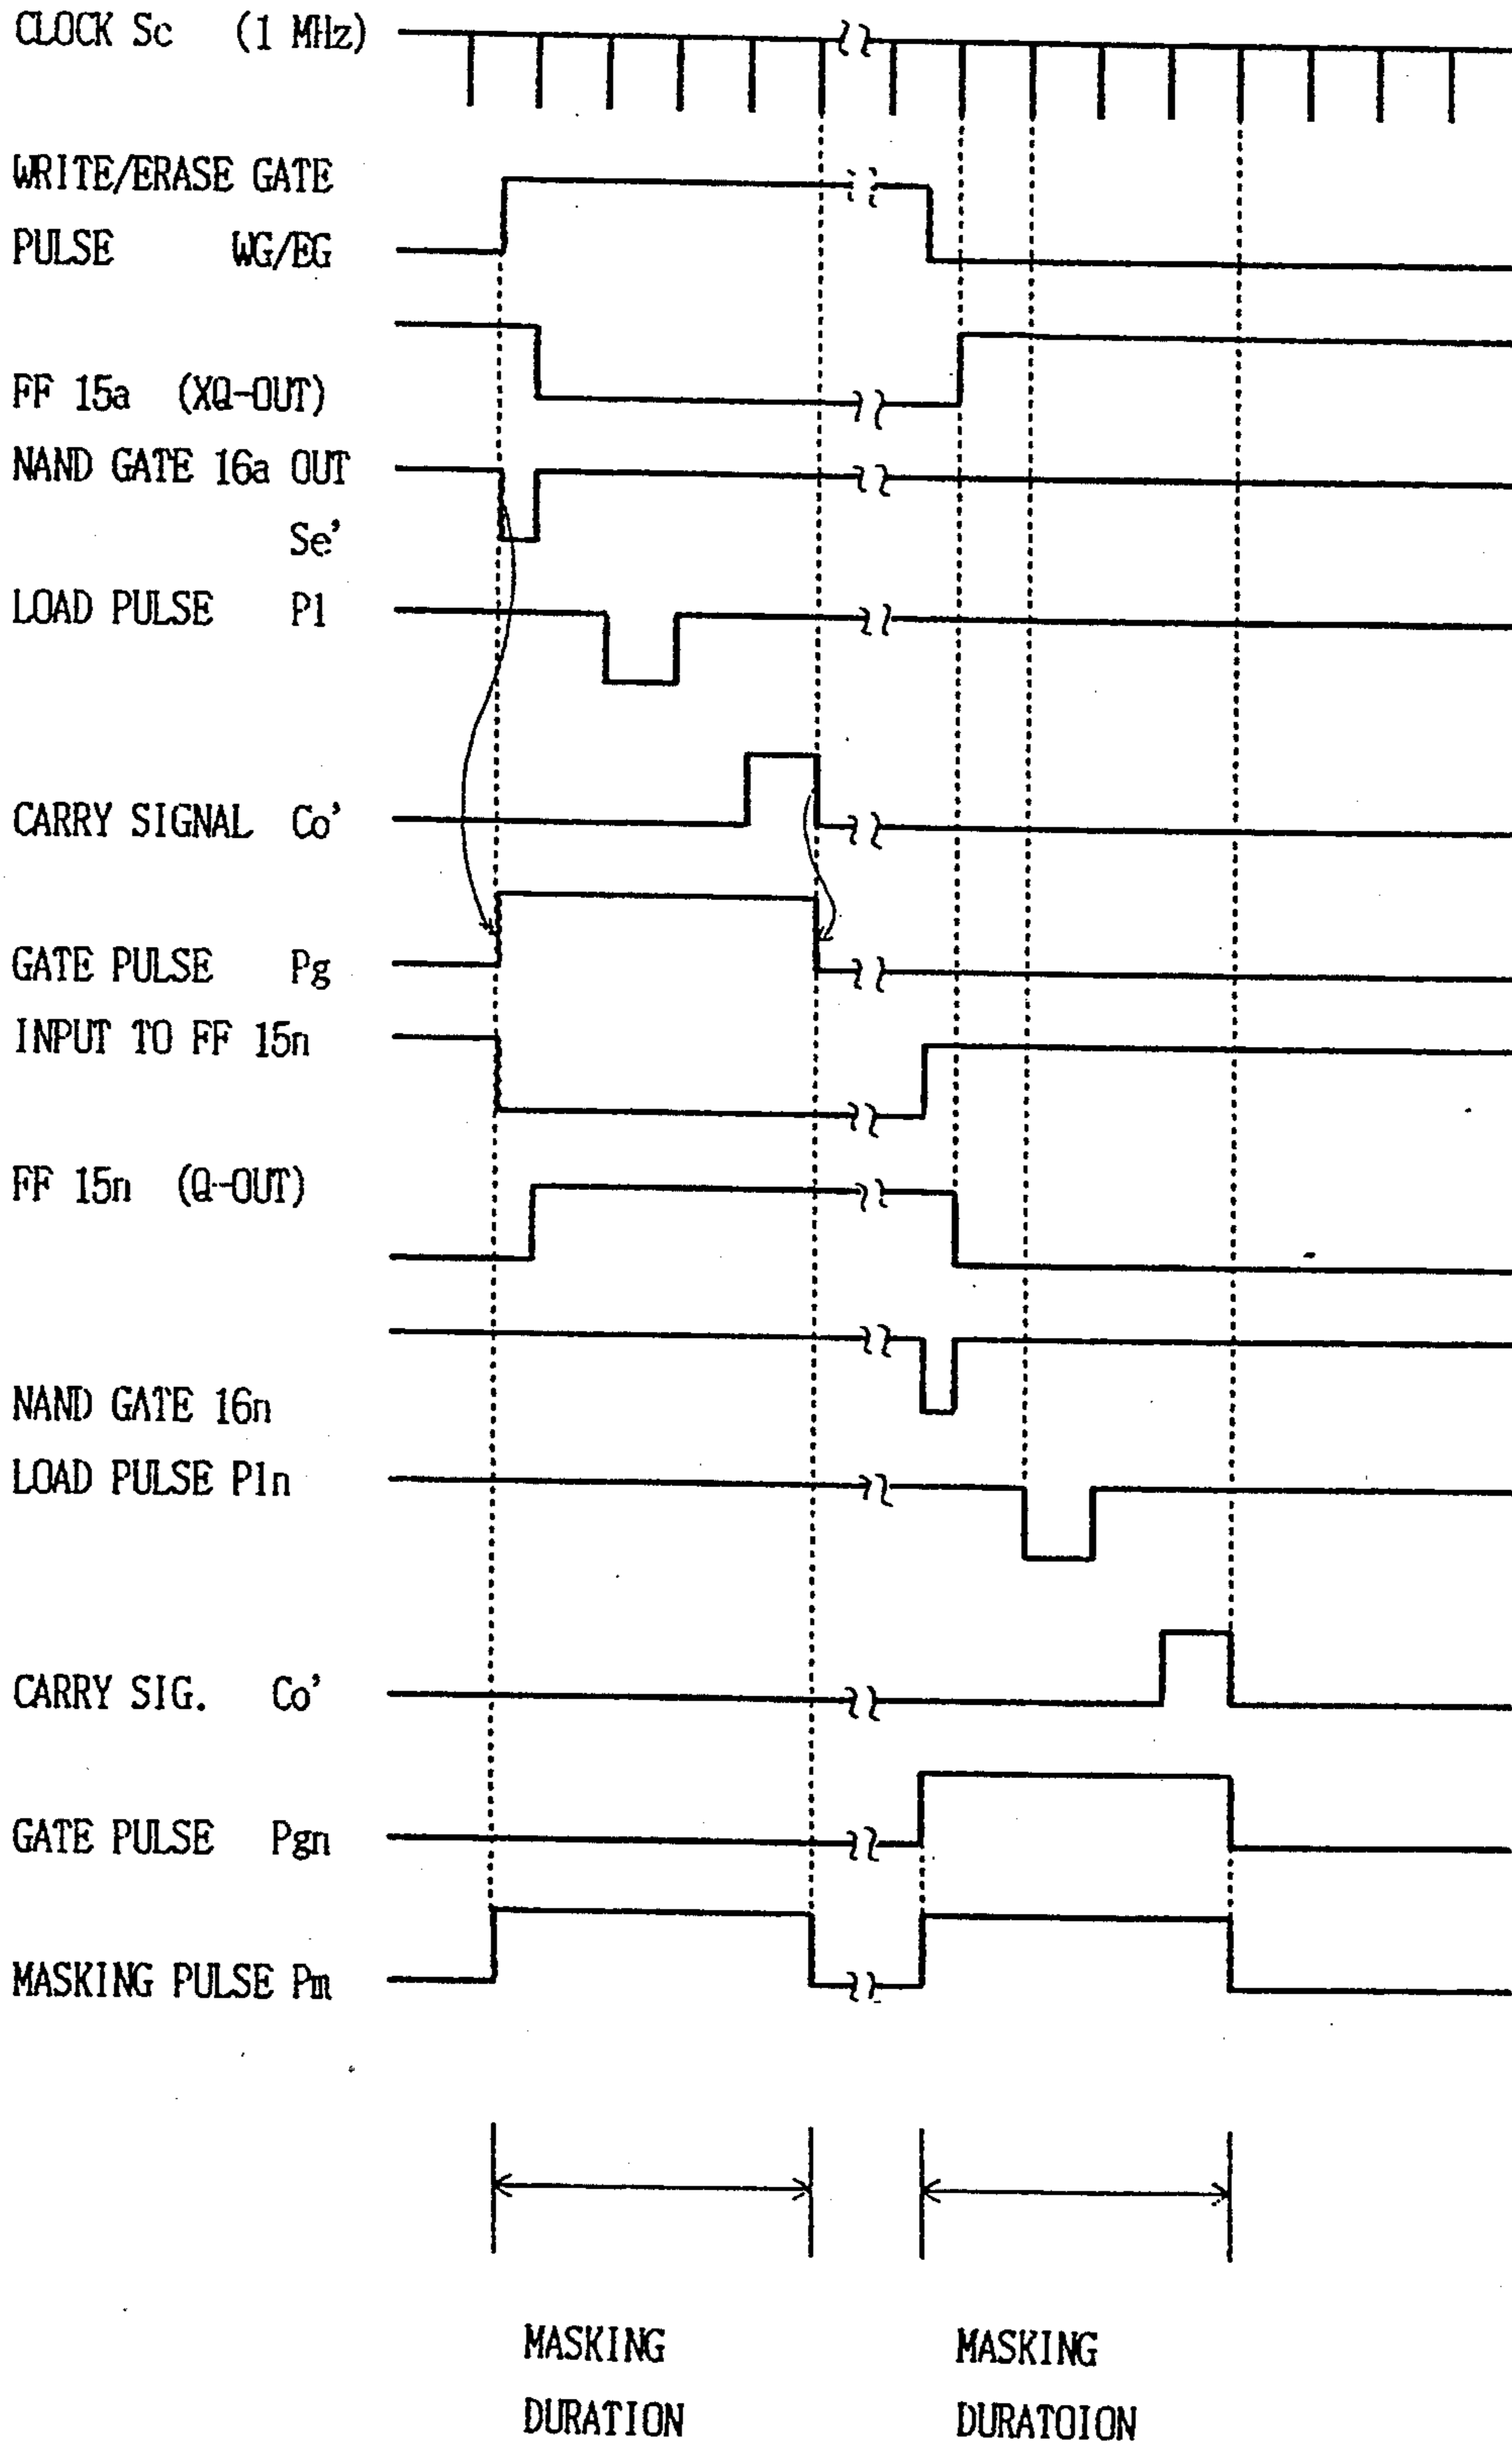 CLOCK Sc (1 MHz)
WRITE/ERASE GATE
PULSE WG/EG
FF 15a (XQ-OUT)
NAND GATE 16a OUT
Se'
LOAD PULSE Pl
CARRY SIGNAL Co'
GATE PULSE Pg
INPUT TO FF 15n
FF 15n (Q-OUT)
NAND GATE 16n
LOAD PULSE Pln
CARRY SIG. Co'
GATE PULSE Pgn
MASKING PULSE Pm
MASKING
DURATION
MASKING
DURATOION